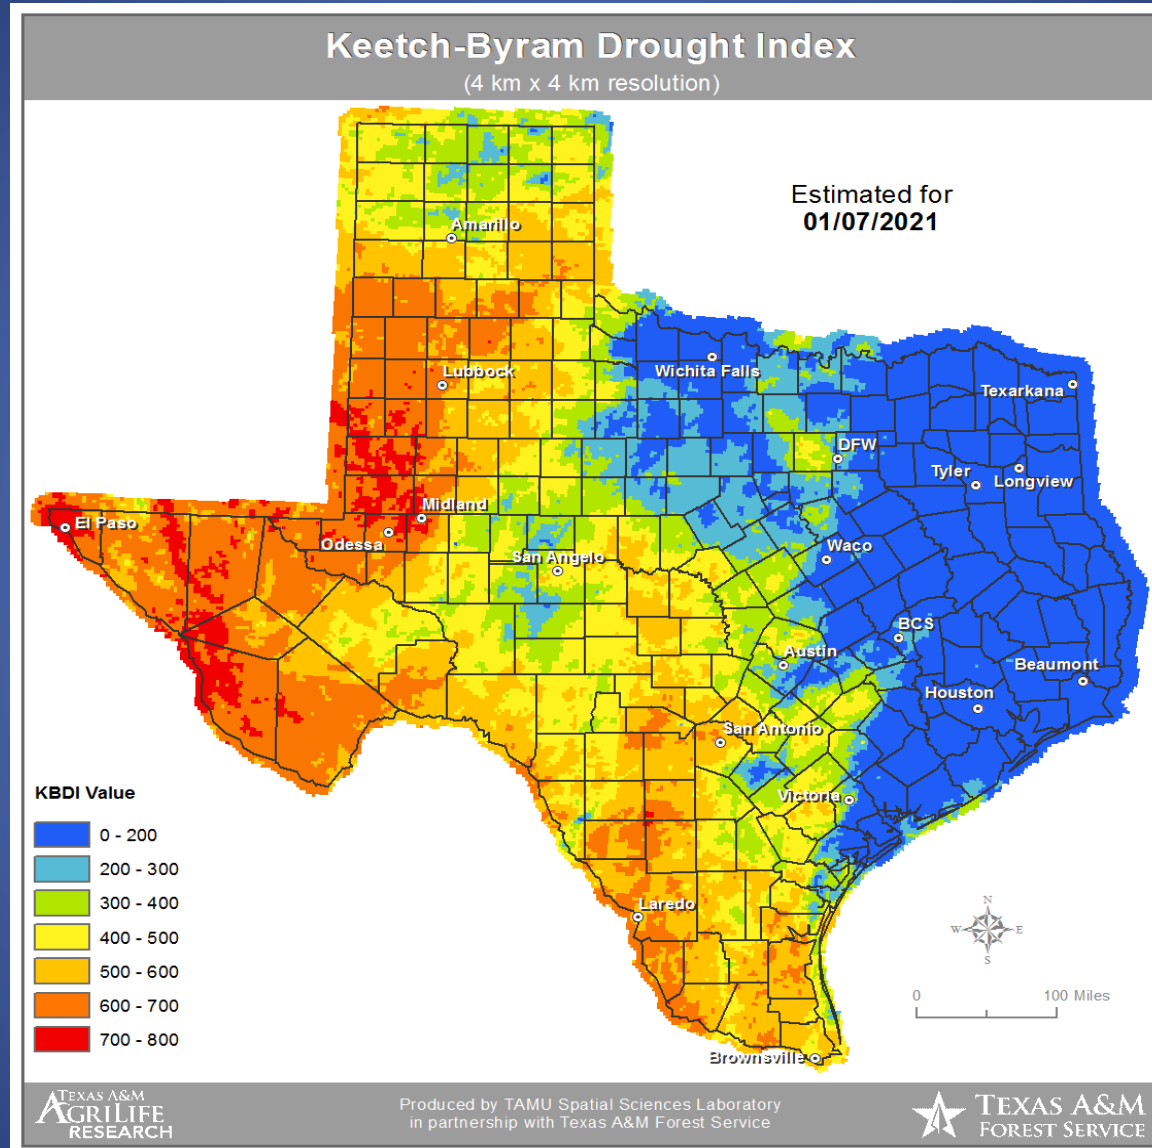 Keetch-Byram Drought Index
(4 km x 4 km resolution)
Estimated for
01/07/2021
Amarillo
Lubbock
Wichita Falls
Texarkana
DFW
Tyler
Longview
Midland
El Paso
Odessa
San Angelo
Waco
BCS
Austin
Beaumont
Houston
San Antonio
Victoria
Laredo
Brownsville
KBDI Value
0 - 200
200 - 300
300 - 400
400 - 500
500 - 600
600 - 700
700 - 800
N
W E
S
0 100 Miles
TEXAS A&M
AGRILIFE
RESEARCH
Produced by TAMU Spatial Sciences Laboratory
in partnership with Texas A&M Forest Service
TEXAS A&M
FOREST SERVICE